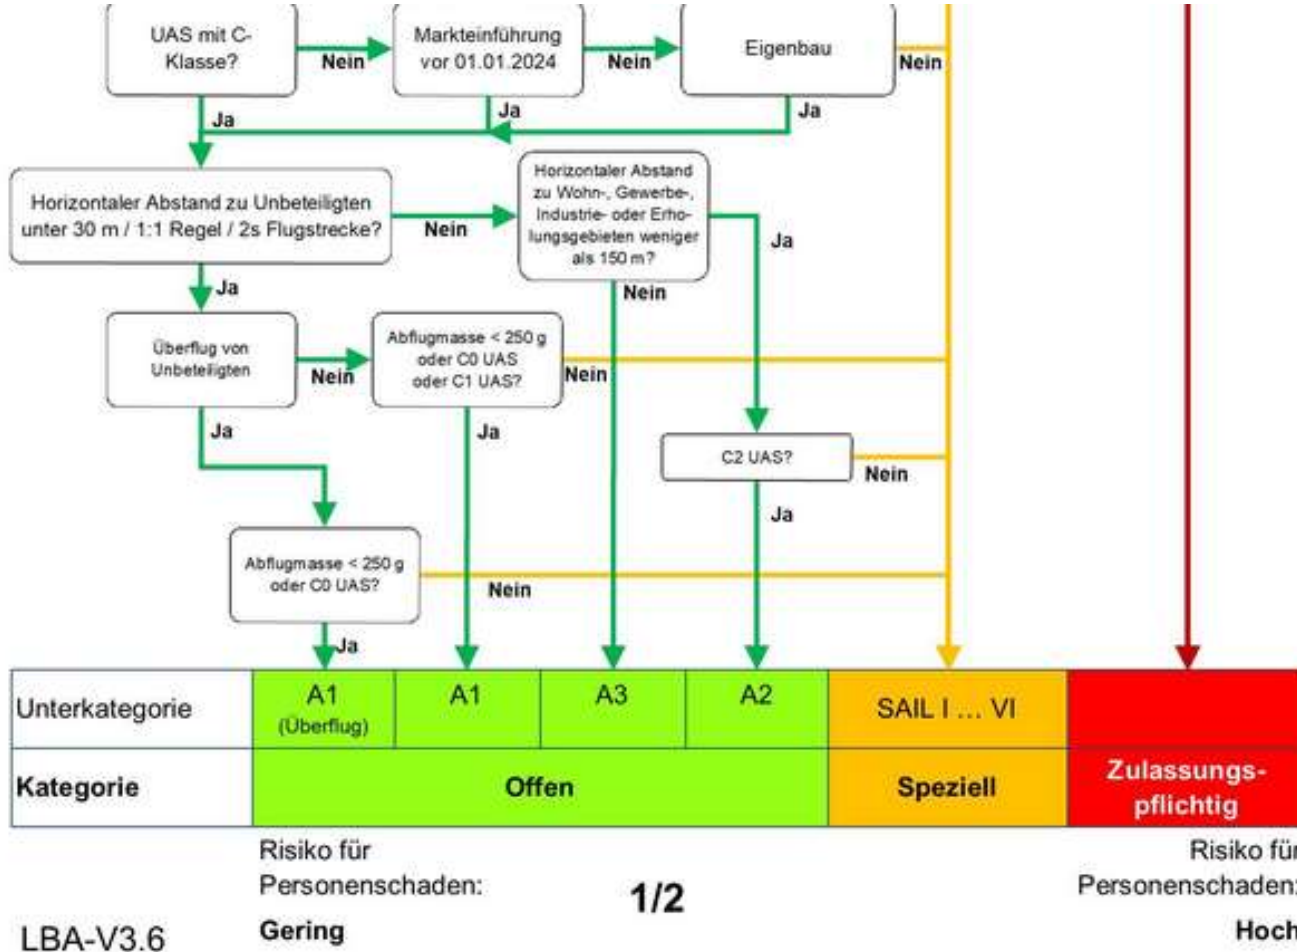 UAS mit C-
Klasse?
Nein
Markteinführung
vor 01.01.2024
Nein
Eigenbau
Nein
Ja
Ja
Ja
Horizontaler Abstand zu Unbeteiligten
unter 30 m / 1:1 Regel / 2s Flugstrecke?
Nein
Horizontaler Abstand
zu Wohn-, Gewerbe-,
Industrie- oder Erho-
lungsgebieten weniger
als 150 m?
Ja
Ja
Nein
Überflug von
Unbeteiligten
Nein
Abflugmasse < 250 g
oder C0 UAS
oder C1 UAS?
Nein
Ja
Ja
C2 UAS?
Nein
Ja
Abflugmasse < 250 g
oder C0 UAS?
Nein
Ja
Unterkategorie
A1
(Überflug)
A1
A3
A2
SAIL I ... VI
Kategorie
Offen
Speziell
Zulassungs-
pflichtig
Risiko für
Personenschaden:
Gering
1/2
Risiko für
Personenschaden:
Hoch
LBA-V3.6